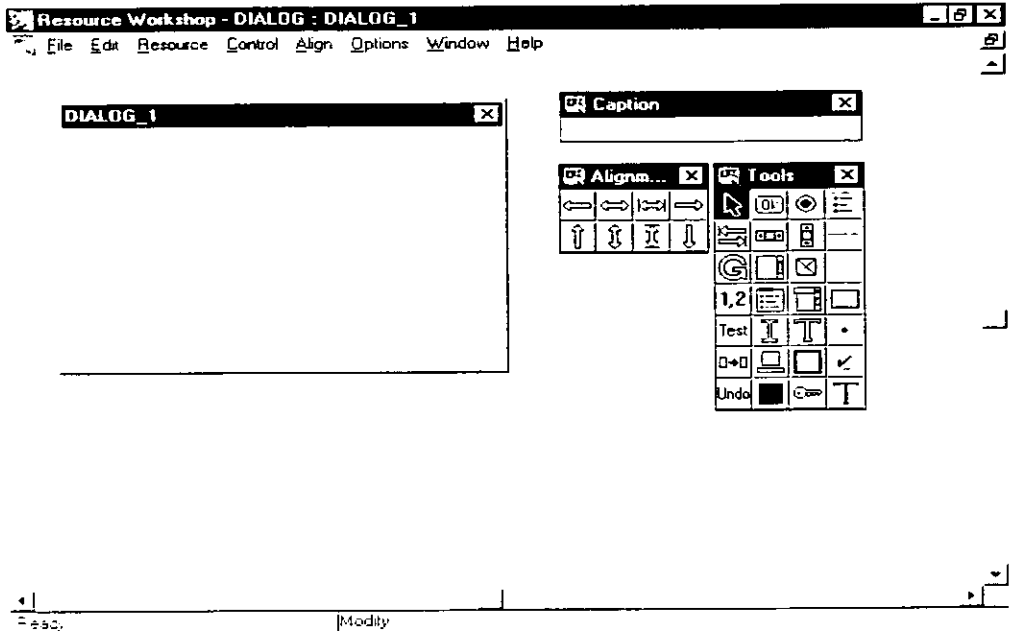 Resource Workshop - DIALOG : DIALOG_1
File Edit Resource Control Align Options Window Help
DIALOG_1
Caption
Alignm...
Tools
1,2
Test
Undo
Ready
Modify